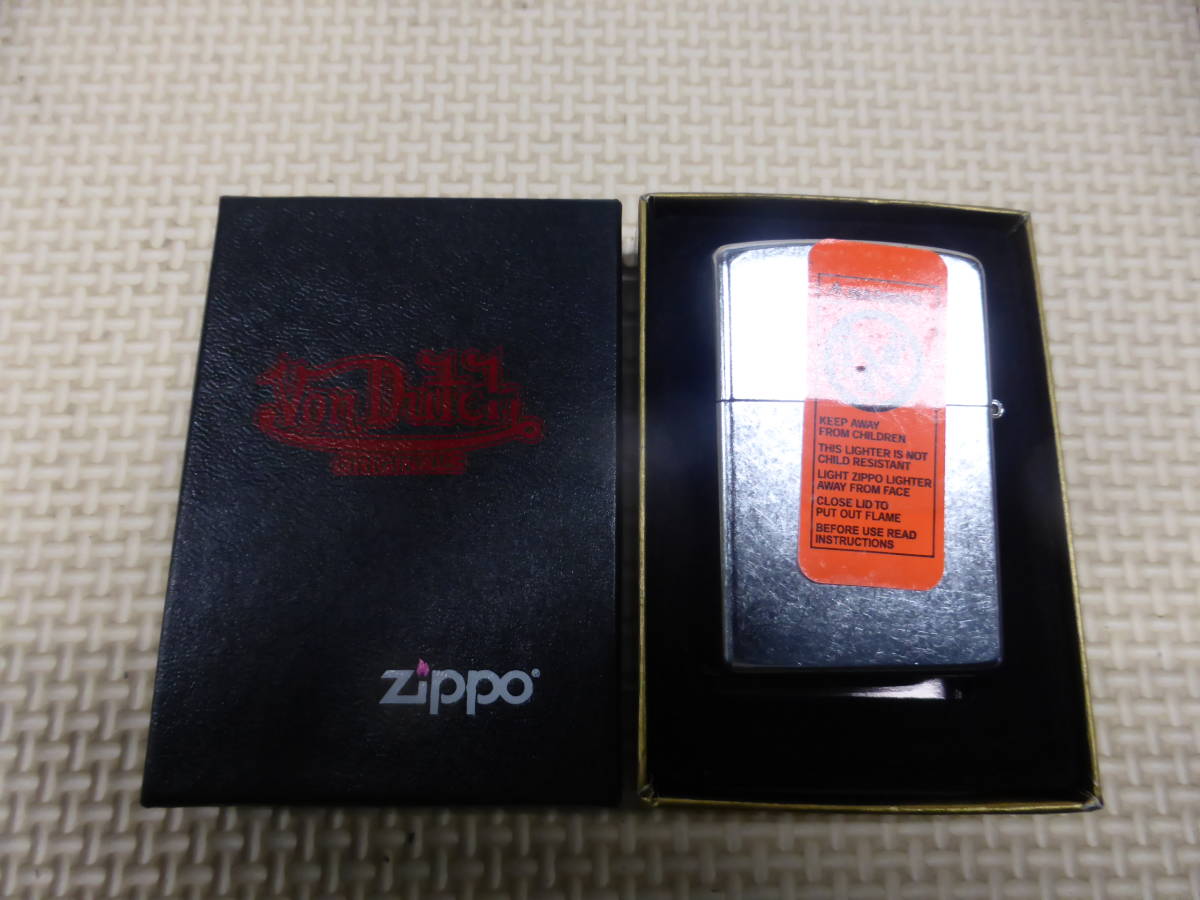 Von Dutch
Zippo®
KEEP AWAY
FROM CHILDREN
THIS LIGHTER IS NOT
CHILD RESISTANT
LIGHT ZIPPO LIGHTER
AWAY FROM FACE
CLOSE LID TO
PUT OUT FLAME
BEFORE USE READ
INSTRUCTIONS